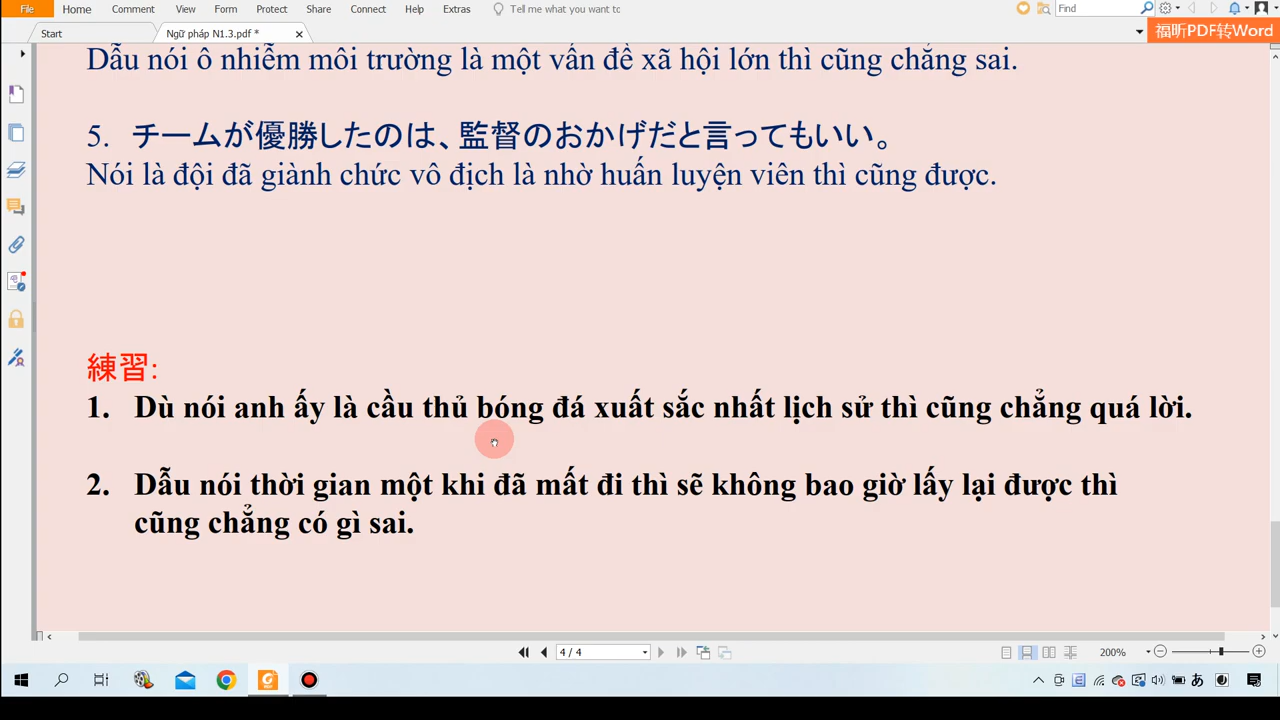 File Home Comment View Form Protect Share Connect Help Extras Tell me what you want to Find
Start Ngữ pháp N1.3.pdf * 福昕PDF转Word
Dẫu nói ô nhiễm môi trường là một vấn đề xã hội lớn thì cũng chẳng sai.
5. チームが優勝したのは、監督のおかげだと言ってもいい。
Nói là đội đã giành chức vô địch là nhờ huấn luyện viên thì cũng được.
練習:
1. Dù nói anh ấy là cầu thủ bóng đá xuất sắc nhất lịch sử thì cũng chẳng quá lời.
2. Dẫu nói thời gian một khi đã mất đi thì sẽ không bao giờ lấy lại được thì
cũng chẳng có gì sai.
4 / 4 200%
あ